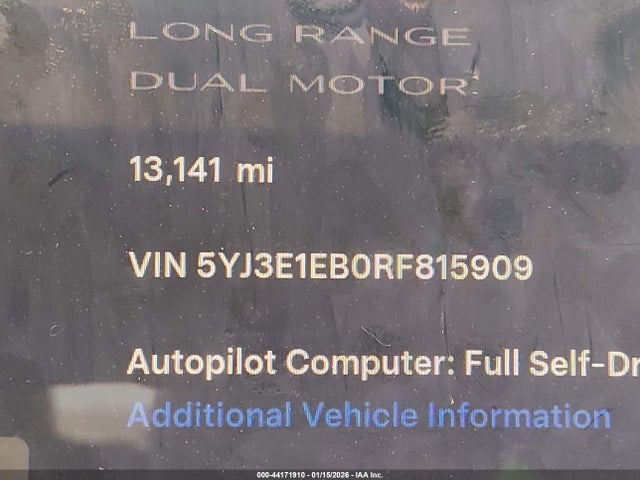 LONG RANGE
DUAL MOTOR
13,141 mi
VIN 5YJ3E1EB0RF815909
Autopilot Computer: Full Self-Dr
Additional Vehicle Information
000-44171910 - 01/15/2026 - IAA Inc.